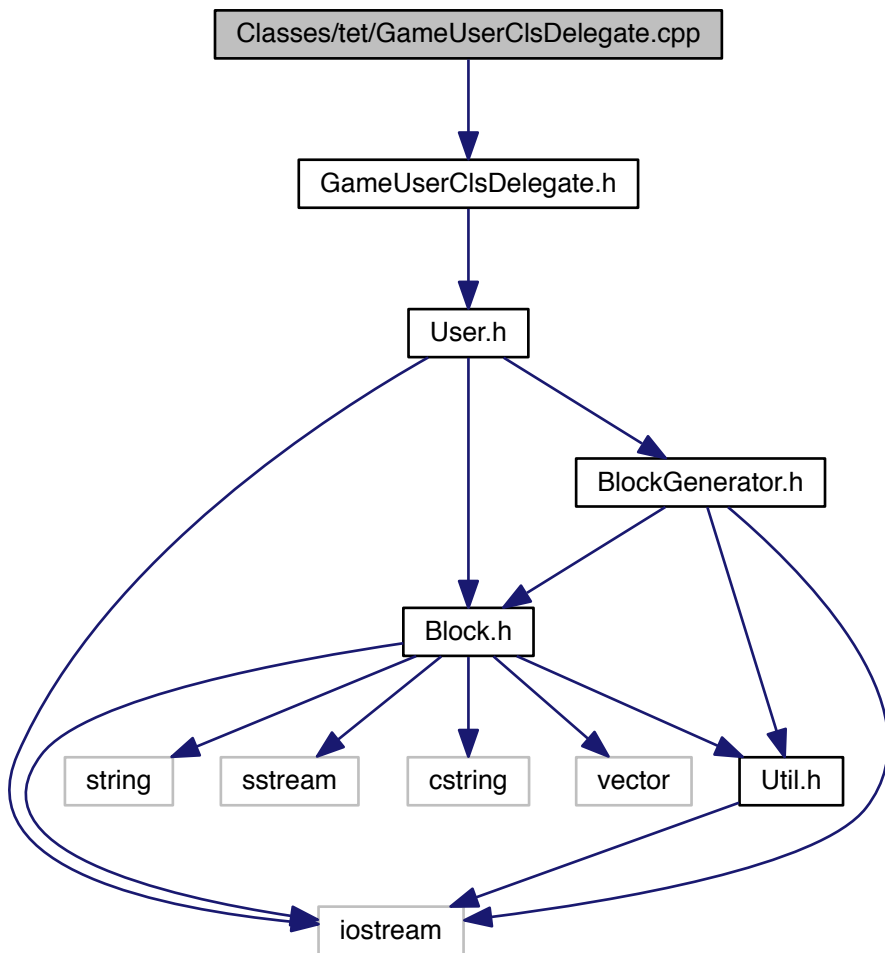 Classes/tet/GameUserClsDelegate.cpp
GameUserClsDelegate.h
User.h
BlockGenerator.h
Block.h
string
sstream
cstring
vector
Util.h
iostream